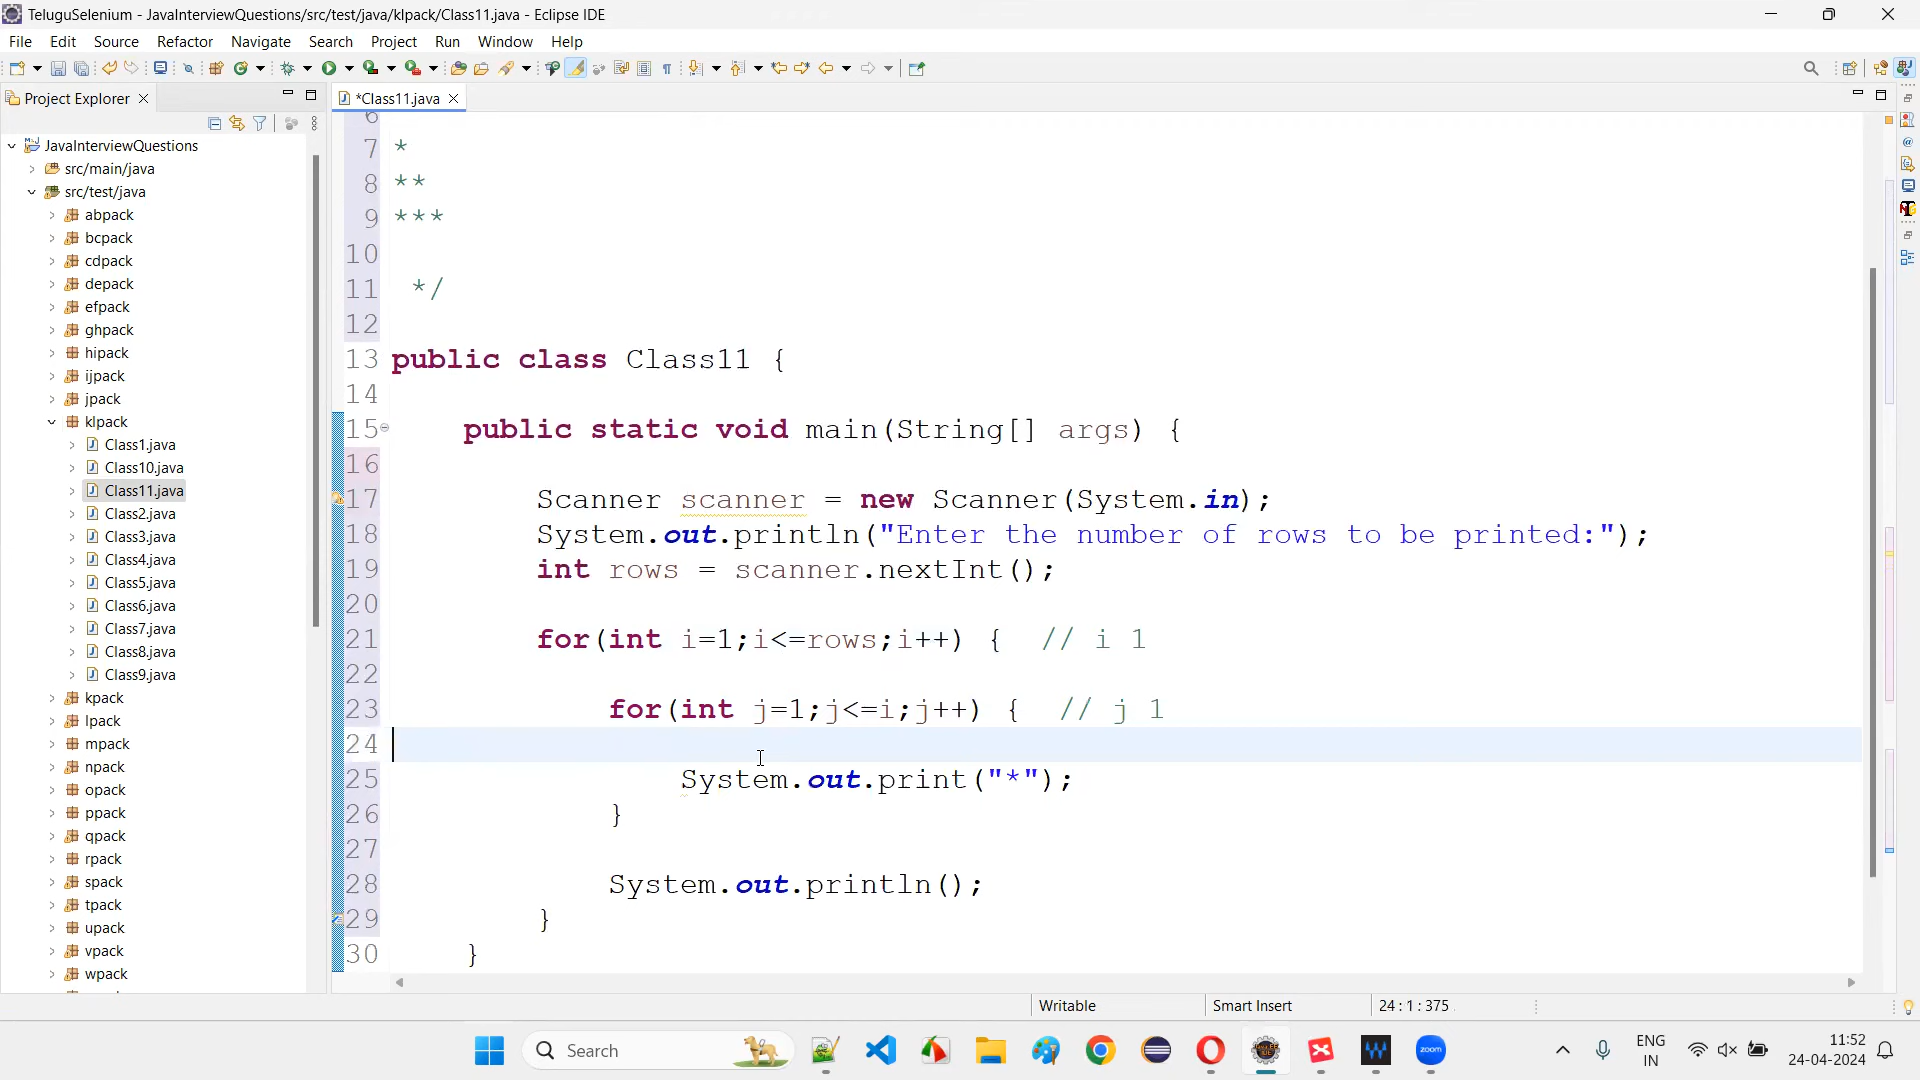 TeluguSelenium - JavaInterviewQuestions/src/test/java/klpack/Class11.java - Eclipse IDE
File Edit Source Refactor Navigate Search Project Run Window Help
Project Explorer
*Class11.java
JavaInterviewQuestions
src/main/java
src/test/java
abpack
bcpack
cdpack
depack
efpack
ghpack
hipack
ijpack
jpack
klpack
Class1.java
Class10.java
Class11.java
Class2.java
Class3.java
Class4.java
Class5.java
Class6.java
Class7.java
Class8.java
Class9.java
kpack
lpack
mpack
npack
opack
ppack
qpack
rpack
spack
tpack
upack
vpack
wpack
6
7 *
8 **
9 ***
10
11 */
12
13 public class Class11 {
14
15 public static void main(String[] args) {
16
17 Scanner scanner = new Scanner(System.in);
18 System.out.println("Enter the number of rows to be printed:");
19 int rows = scanner.nextInt();
20
21 for(int i=1;i<=rows;i++) { // i 1
22
23 for(int j=1;j<=i;j++) { // j 1
24
25 System.out.print("*");
26 }
27
28 System.out.println();
29 }
30 }
Writable Smart Insert 24 : 1 : 375
Search
zoom
ENG
IN
11:52
24-04-2024